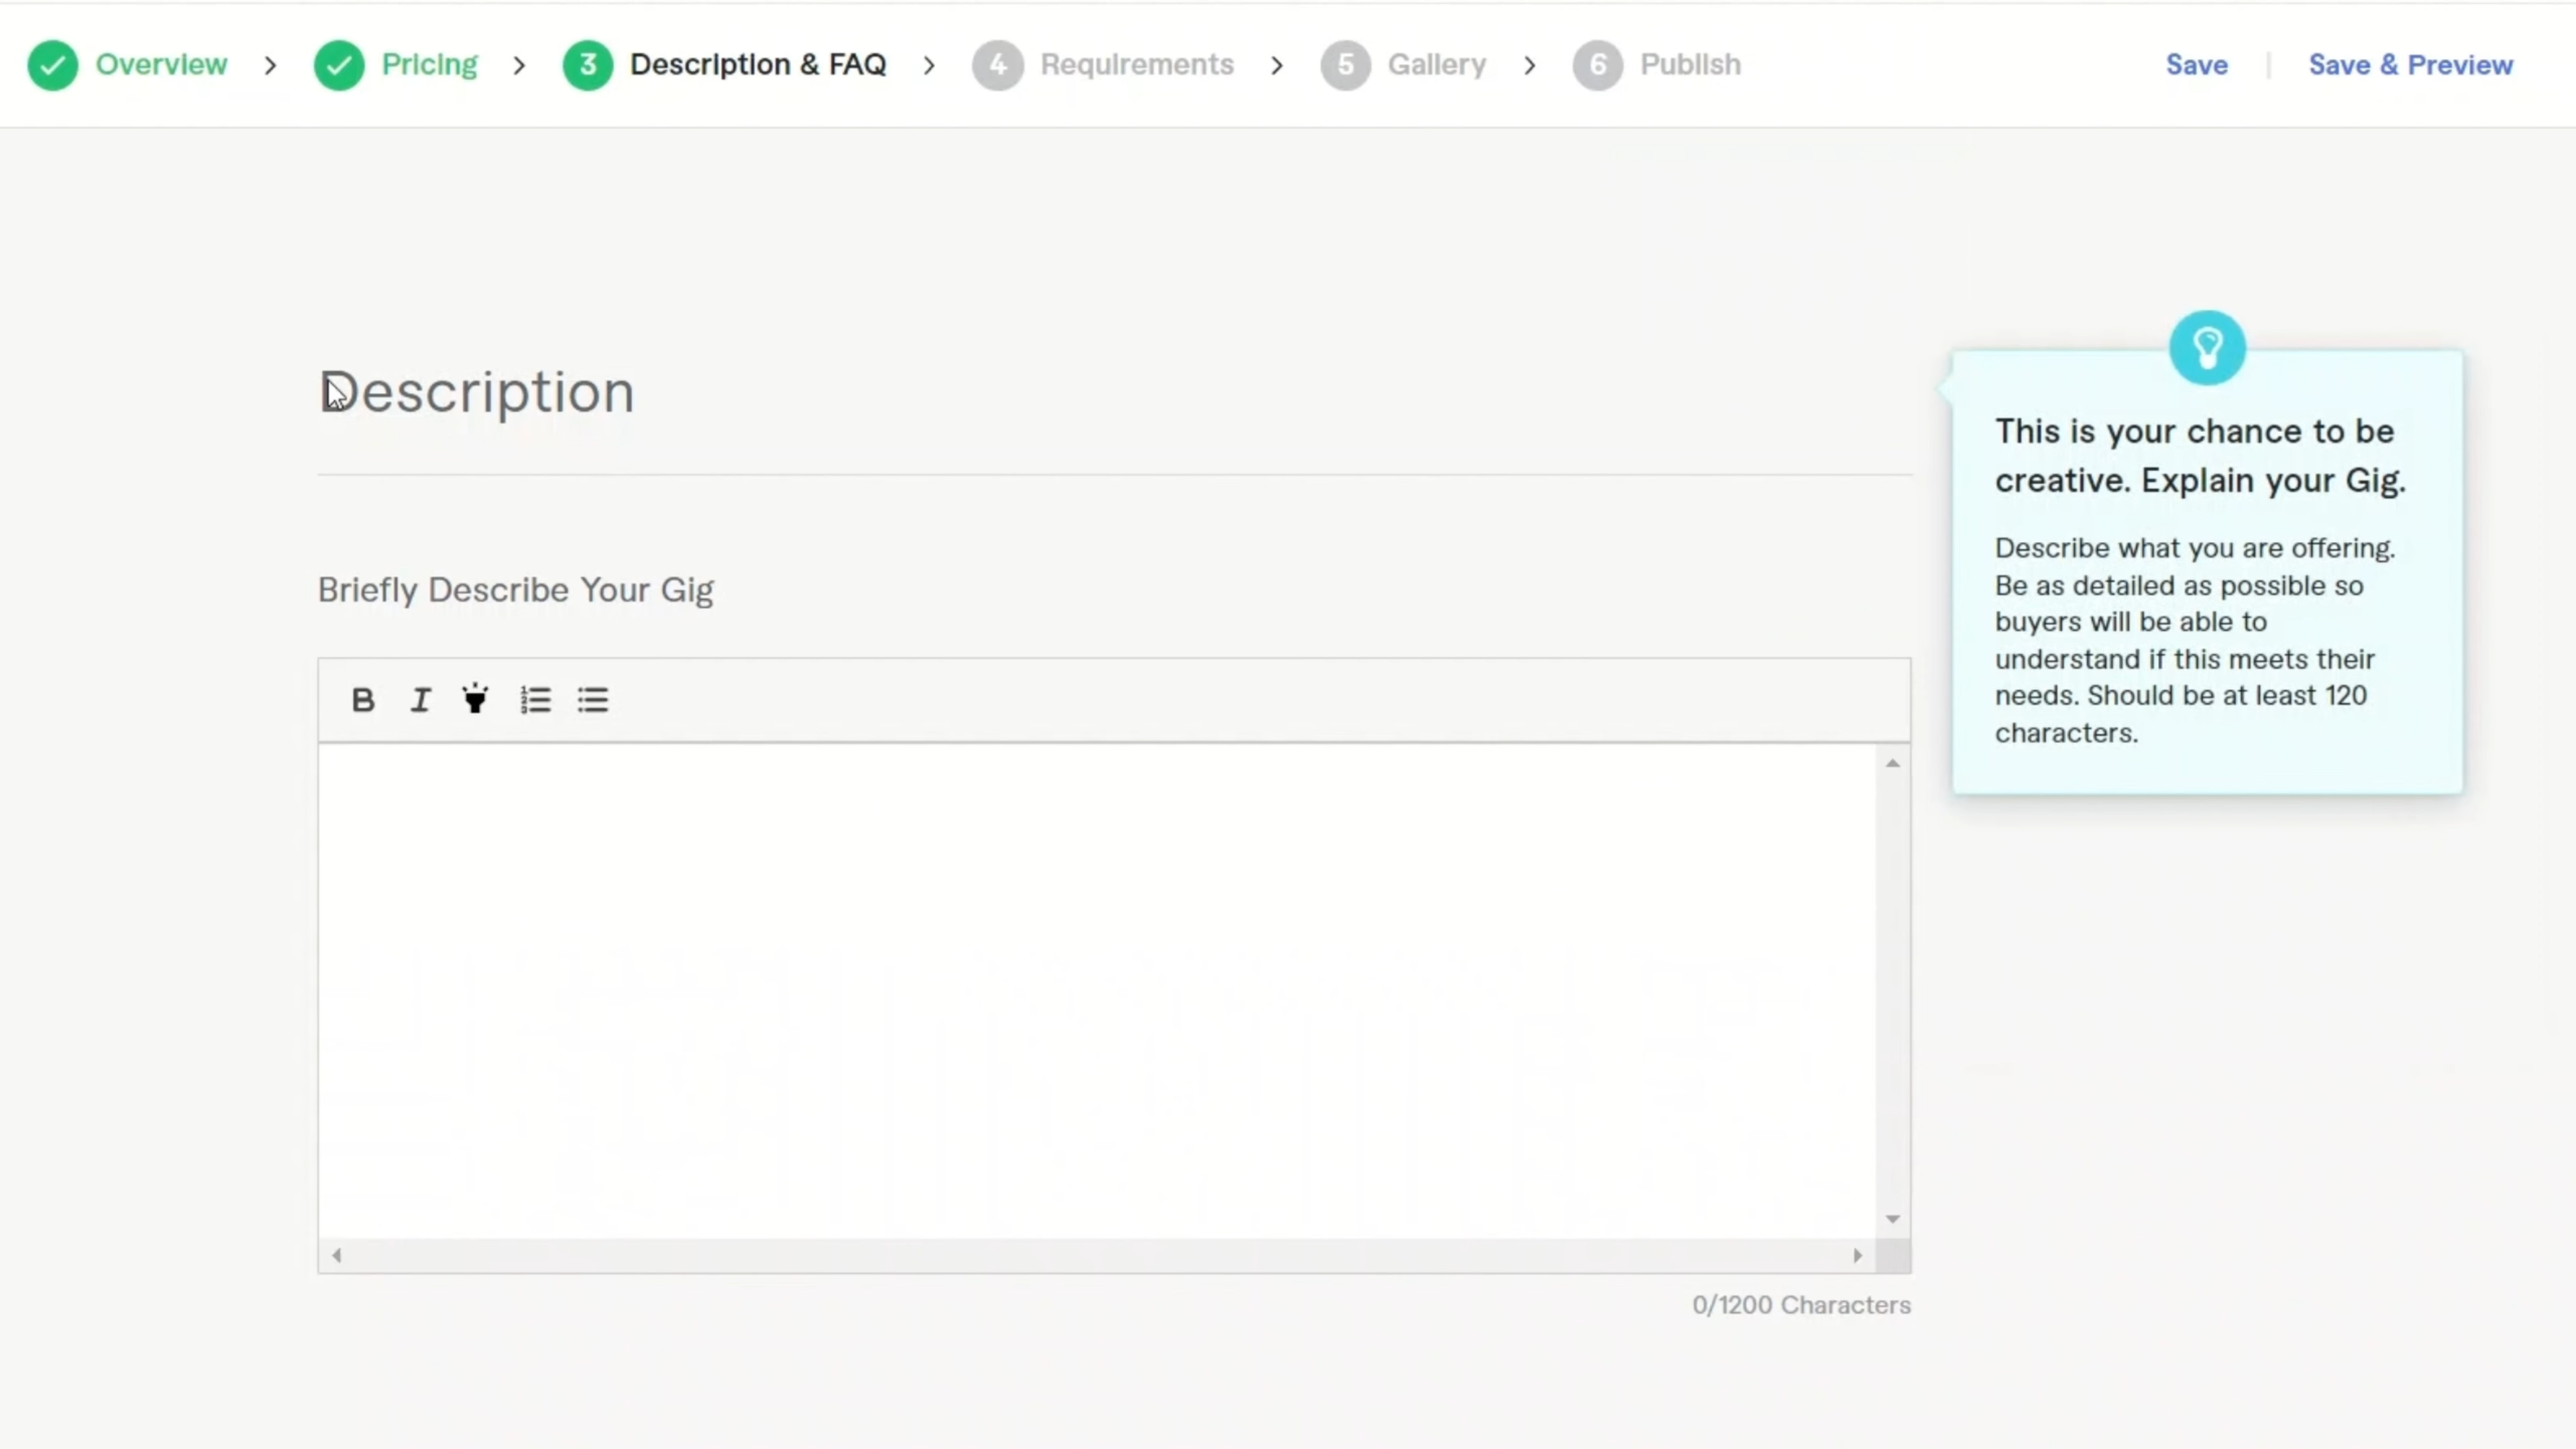 Overview > Pricing > 3 Description & FAQ > 4 Requirements > 5 Gallery > 6 Publish Save | Save & Preview
Description
This is your chance to be
creative. Explain your Gig.
Describe what you are offering.
Be as detailed as possible so
buyers will be able to
understand if this meets their
needs. Should be at least 120
characters.
Briefly Describe Your Gig
B I
0/1200 Characters